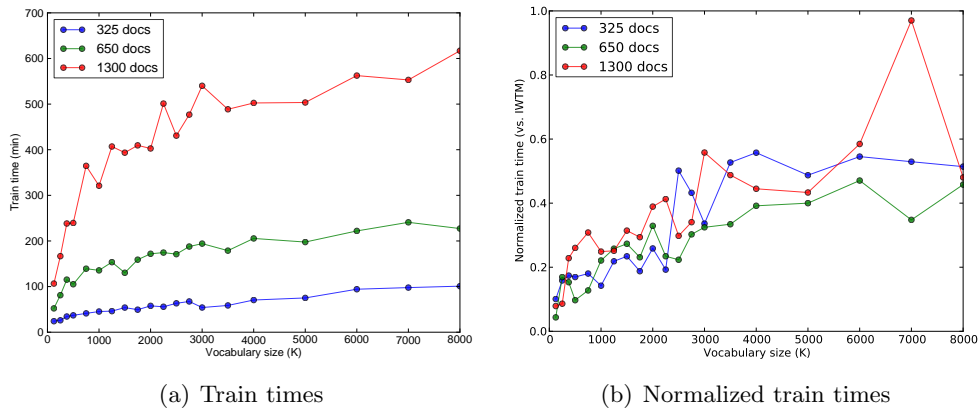 700
600
500
400
300
200
100
0
Train time (min)
325 docs
650 docs
1300 docs
0 1000 2000 3000 4000 5000 6000 7000 8000
Vocabulary size (K)
(a) Train times
1.0
0.8
0.6
0.4
0.2
0.0
Normalized train time (vs. IWTM)
325 docs
650 docs
1300 docs
0 1000 2000 3000 4000 5000 6000 7000 8000
Vocabulary size (K)
(b) Normalized train times